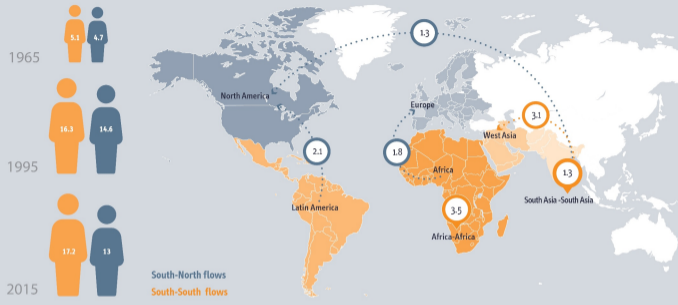 1965
5.1
4.7
16.3
14.6
1995
17.2
13
2015
South-North flows
South-South flows
North America
Latin America
Europe
Africa
Africa-Africa
West Asia
South Asia -South Asia
1.3
2.1
1.8
3.5
3.1
1.3